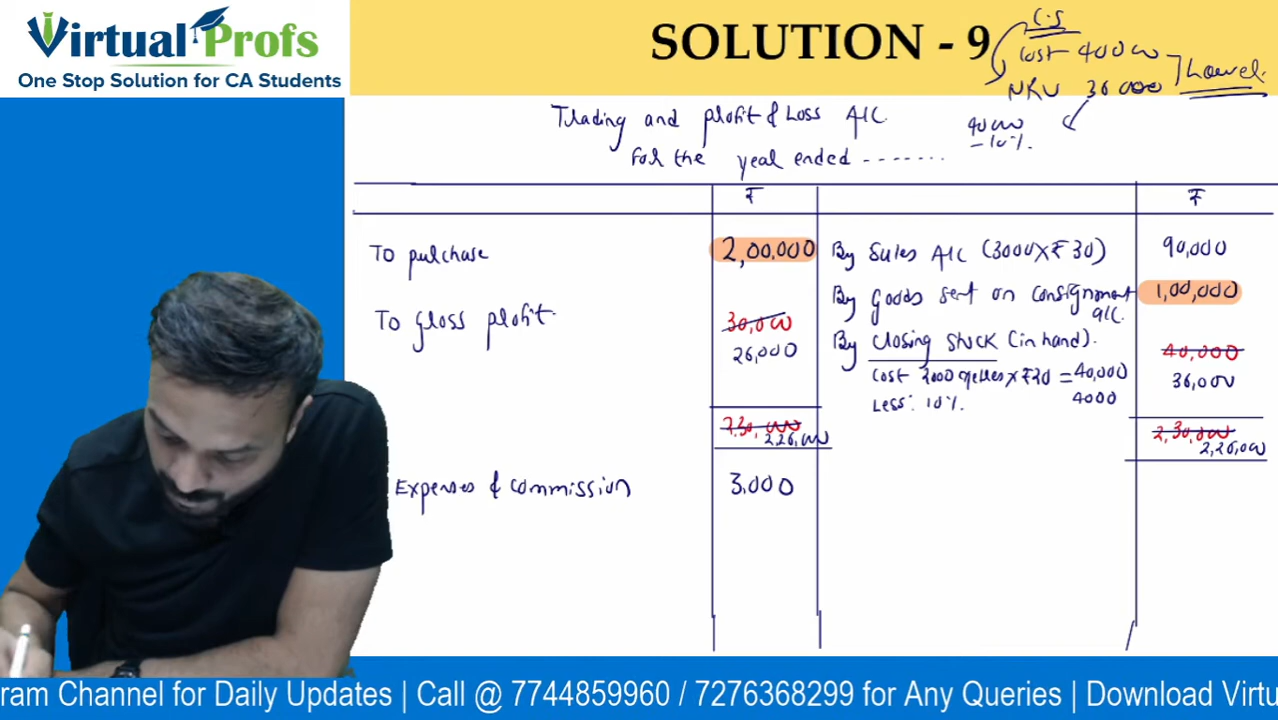 Virtual Profs
One Stop Solution for CA Students
SOLUTION - 9
C.S
Cost 40000
NRV 36000
Lower.
40000
-10%.
Trading and profit & Loss A/C.
For the year ended -------
₹ ₹
To purchase 2,00,000 By Sales A/C (3000×₹30) 90,000
By goods sent on consignment 1,00,000
a/c.
To gross profit 30,000
26,000
By closing stock (in hand). 40,000
Cost 2000 cycles×₹20 = 40,000 36,000
Less: 10%. 4000
2,30,000 2,30,000
2,26,000 2,26,000
Expenses & commission 3,000
ram Channel for Daily Updates | Call @ 7744859960 / 7276368299 for Any Queries | Download Virtu